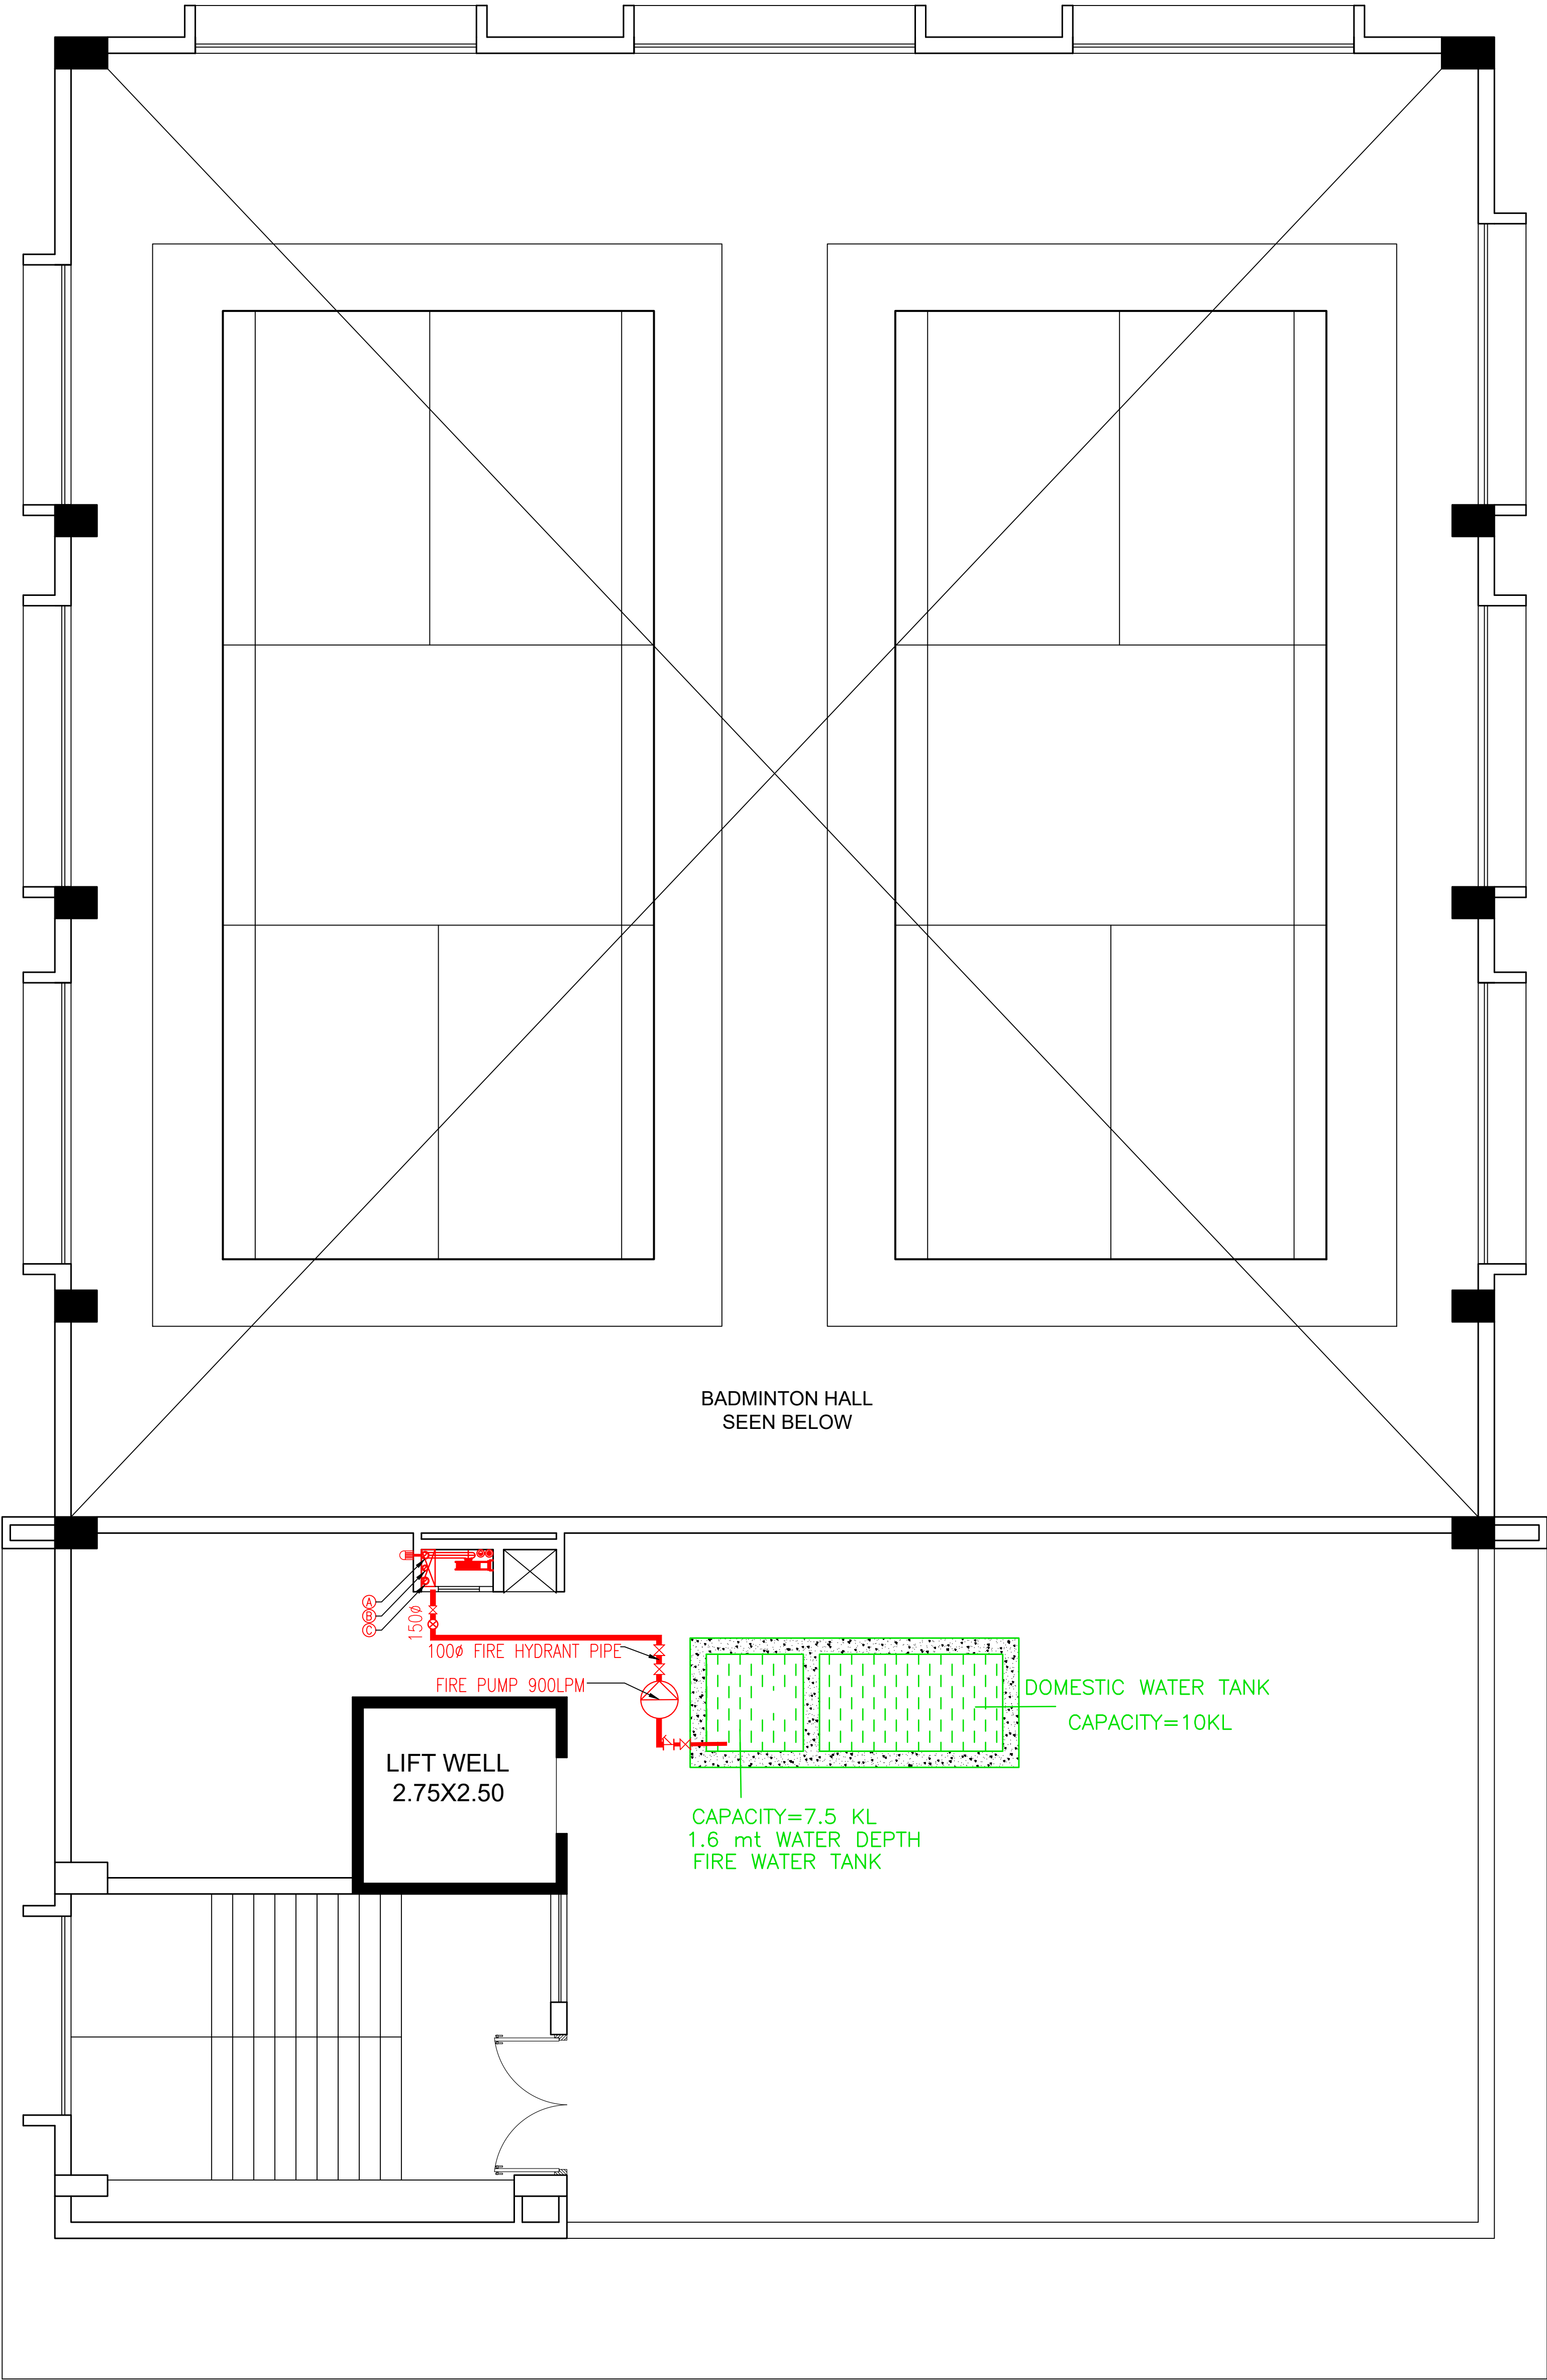 BADMINTON HALL
SEEN BELOW
A
B
C
150ø
100ø FIRE HYDRANT PIPE
FIRE PUMP 900LPM
DOMESTIC WATER TANK
CAPACITY=10KL
LIFT WELL
2.75X2.50
CAPACITY=7.5 KL
1.6 mt WATER DEPTH
FIRE WATER TANK